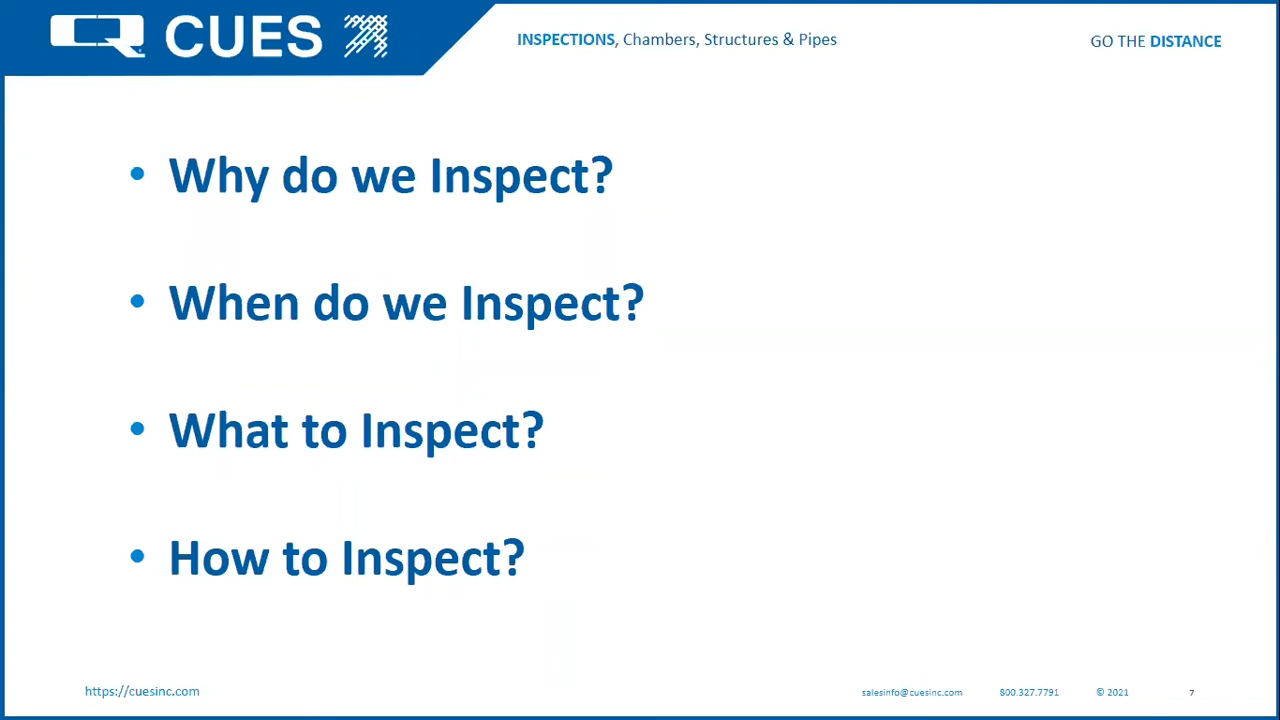 CUES
INSPECTIONS, Chambers, Structures & Pipes
GO THE DISTANCE
• Why do we Inspect?
• When do we Inspect?
• What to Inspect?
• How to Inspect?
https://cuesinc.com
salesinfo@cuesinc.com
800.327.7791
© 2021
7